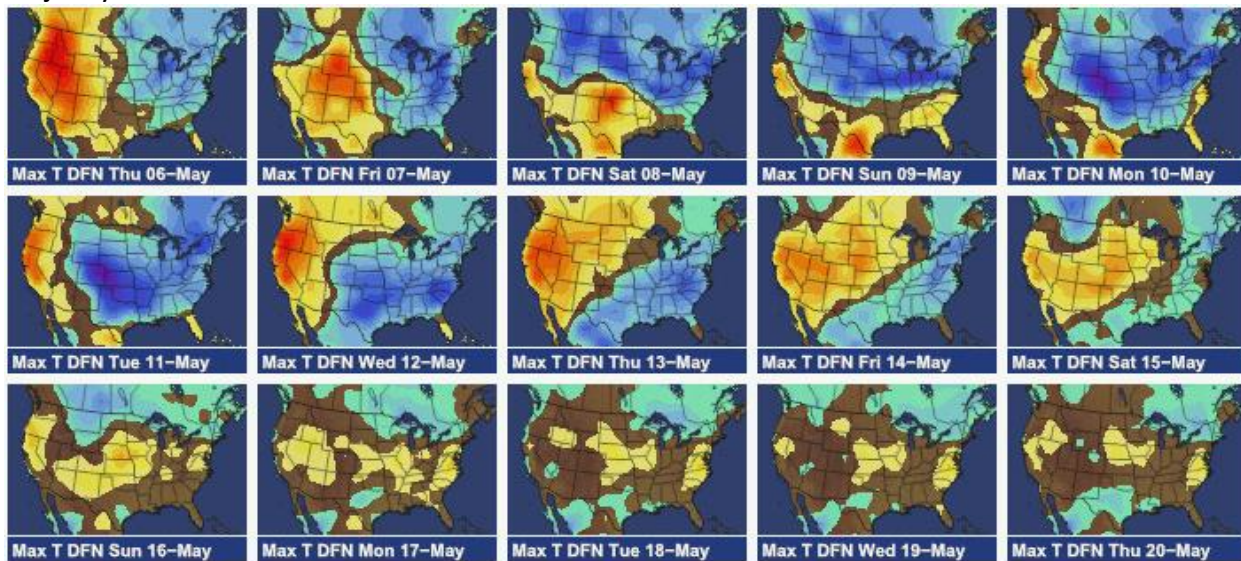 Max T DFN Thu 06-May
Max T DFN Fri 07-May
Max T DFN Sat 08-May
Max T DFN Sun 09-May
Max T DFN Mon 10-May
Max T DFN Tue 11-May
Max T DFN Wed 12-May
Max T DFN Thu 13-May
Max T DFN Fri 14-May
Max T DFN Sat 15-May
Max T DFN Sun 16-May
Max T DFN Mon 17-May
Max T DFN Tue 18-May
Max T DFN Wed 19-May
Max T DFN Thu 20-May